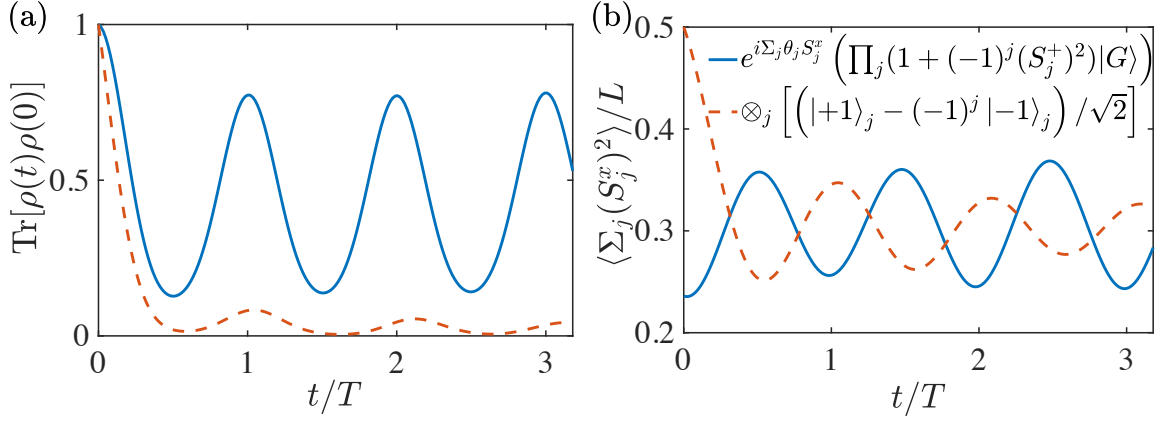 (a)
1
0.5
0
Tr[ρ(t)ρ(0)]
0 1 2 3
t/T
(b)
0.5
0.4
0.3
0.2
⟨Σ_j(S_j^x)^2⟩/L
e^{iΣ_jθ_jS_j^x} (∏_j(1 + (−1)^j(S_j^+)^2)|G⟩)
⊗_j [(|+1⟩_j − (−1)^j |−1⟩_j) /√2]
0 1 2 3
t/T